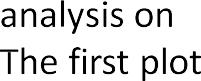 analysis on
The first plot